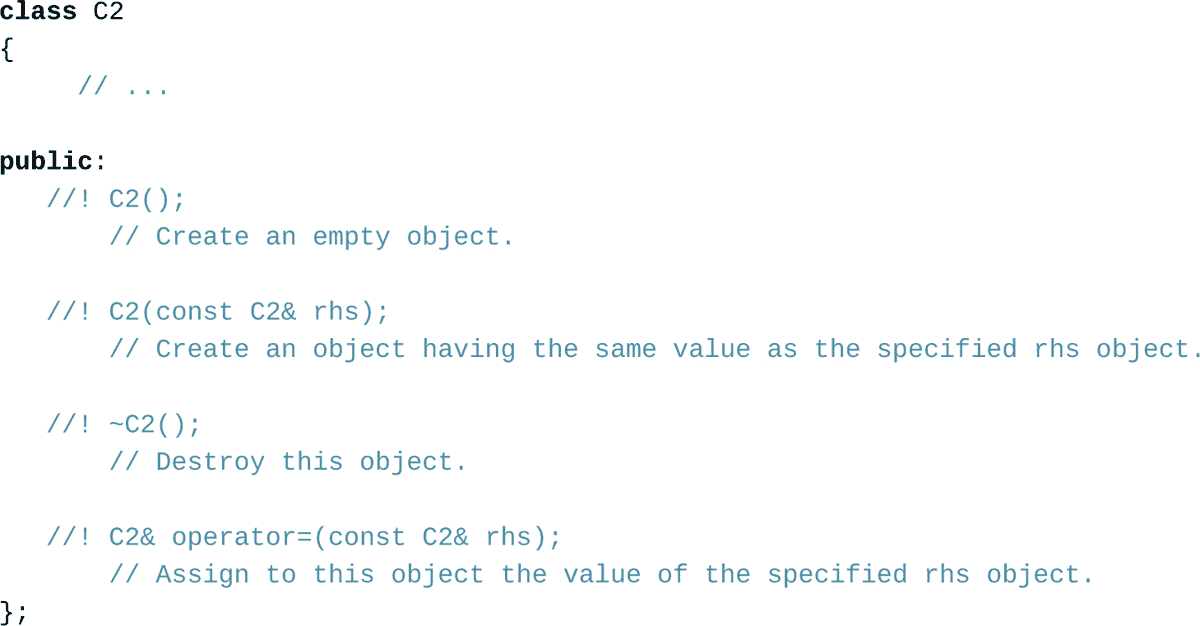 class C2
{
     // ...

public:
   //! C2();
       // Create an empty object.

   //! C2(const C2& rhs);
       // Create an object having the same value as the specified rhs object.

   //! ~C2();
       // Destroy this object.

   //! C2& operator=(const C2& rhs);
       // Assign to this object the value of the specified rhs object.
};